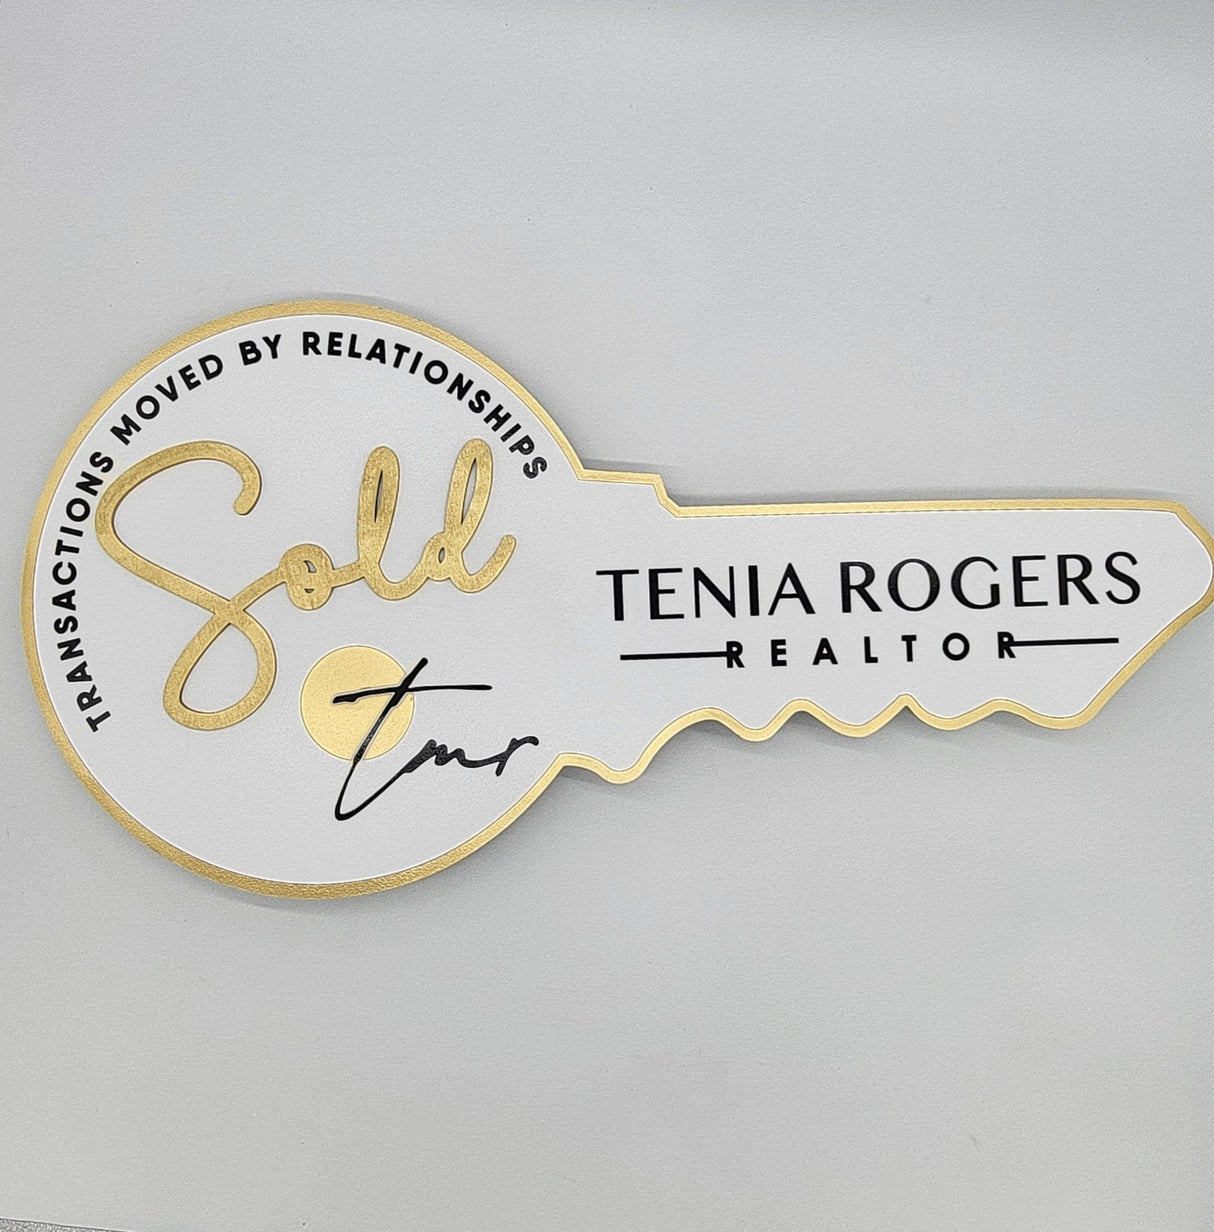 TRANSACTIONS MOVED BY RELATIONSHIPS
Sold
tmr
TENIA ROGERS
REALTOR